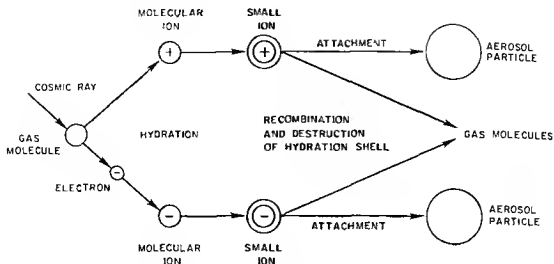 MOLECULAR
ION
SMALL
ION
+
+
ATTACHMENT
AEROSOL
PARTICLE
COSMIC RAY
GAS
MOLECULE
HYDRATION
RECOMBINATION
AND DESTRUCTION
OF HYDRATION SHELL
GAS MOLECULES
−
ELECTRON
−
−
ATTACHMENT
AEROSOL
PARTICLE
MOLECULAR
ION
SMALL
ION